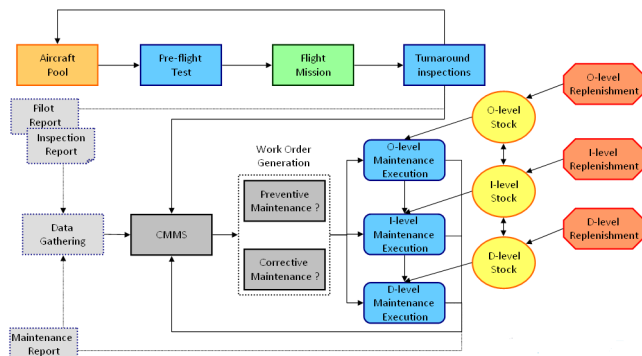 Aircraft
Pool
Pre-flight
Test
Flight
Mission
Turnaround
inspections
O-level
Replenishment
Pilot
Report
Inspection
Report
O-level
Stock
Work Order
Generation
O-level
Maintenance
Execution
I-level
Replenishment
Preventive
Maintenance ?
I-level
Stock
Data
Gathering
CMMS
I-level
Maintenance
Execution
D-level
Replenishment
Corrective
Maintenance ?
D-level
Stock
D-level
Maintenance
Execution
Maintenance
Report